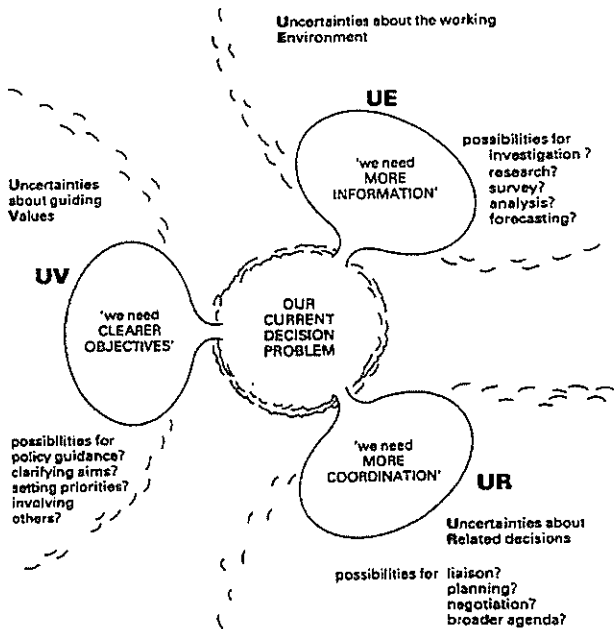 Uncertainties about the working
Environment
UE
'we need
MORE
INFORMATION'
possibilities for
investigation?
research?
survey?
analysis?
forecasting?
Uncertainties
about guiding
Values
UV
'we need
CLEARER
OBJECTIVES'
possibilities for
policy guidance?
clarifying aims?
setting priorities?
involving
others?
OUR
CURRENT
DECISION
PROBLEM
'we need
MORE
COORDINATION'
UR
Uncertainties about
Related decisions
possibilities for liaison?
planning?
negotiation?
broader agenda?